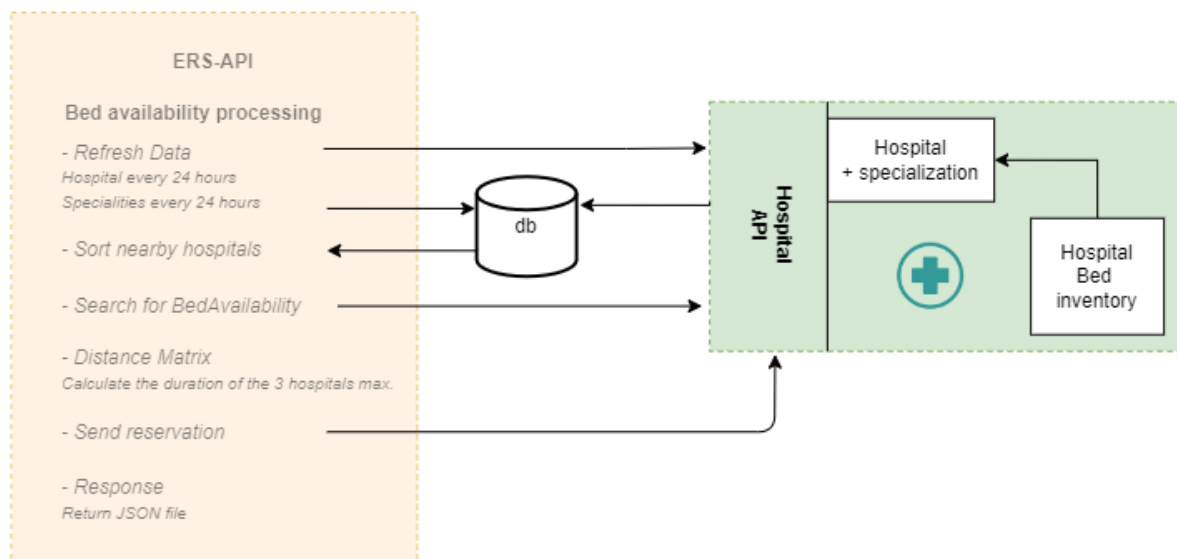 ERS-API
Bed availability processing
- Refresh Data
Hospital every 24 hours
Specialities every 24 hours
- Sort nearby hospitals
- Search for BedAvailability
- Distance Matrix
Calculate the duration of the 3 hospitals max.
- Send reservation
- Response
Return JSON file
db
Hospital
API
Hospital
+ specialization
Hospital
Bed
inventory